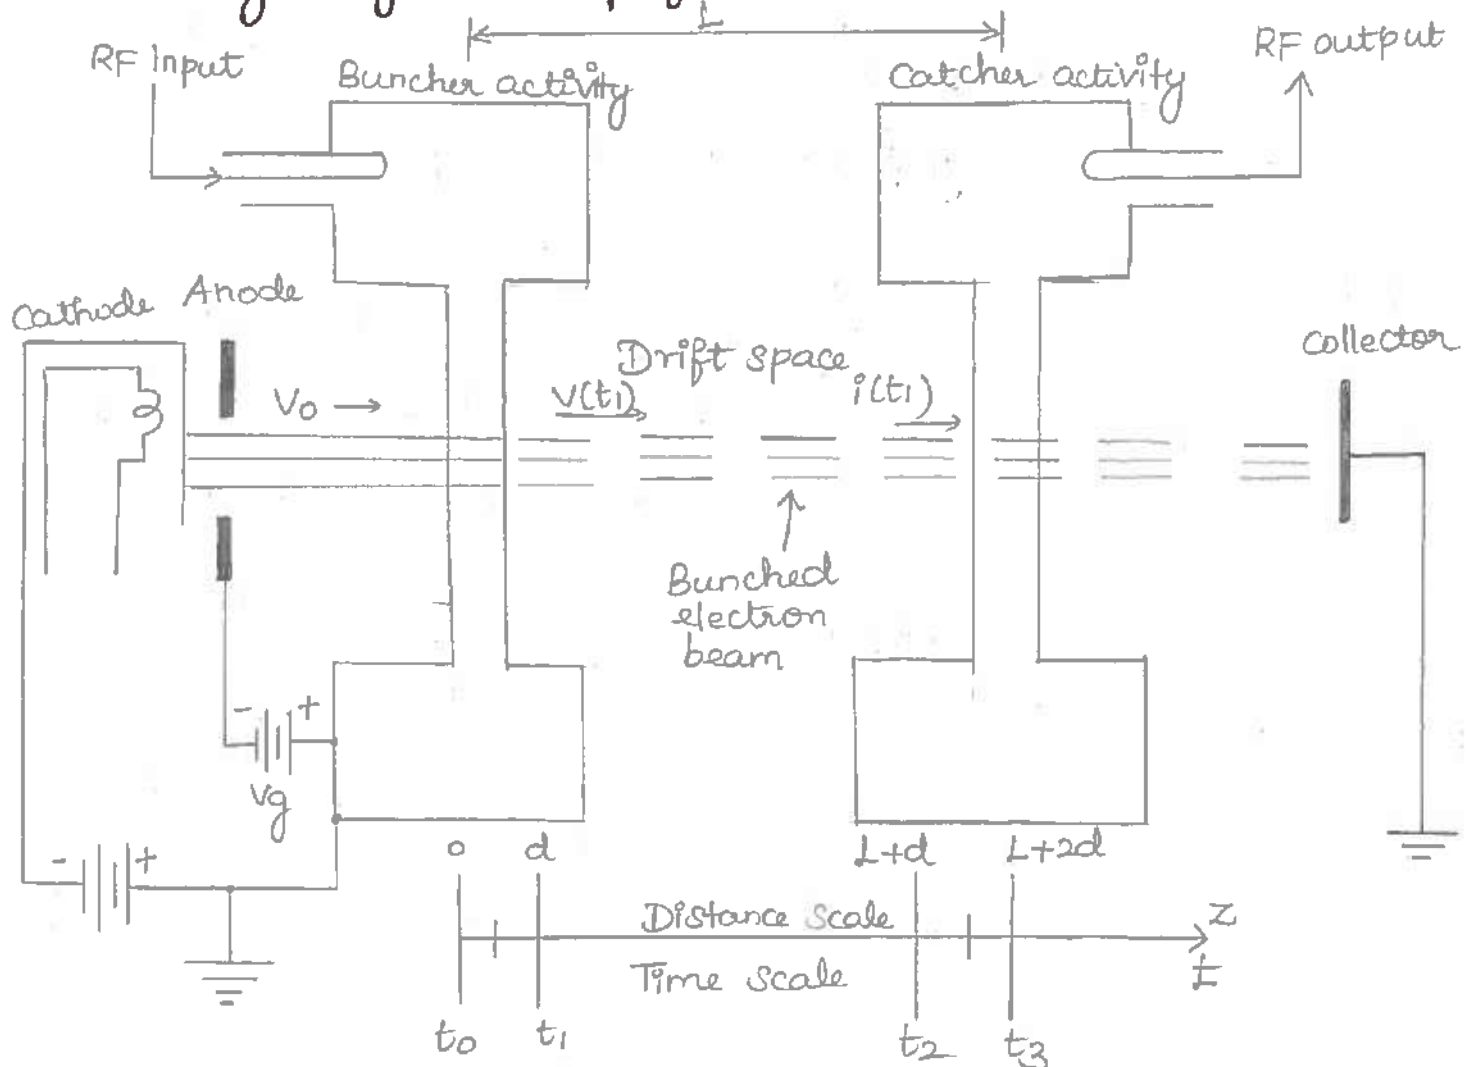 L
RF Input
Buncher activity
Catcher activity
RF output
Cathode
Anode
Collector
Drift space
Vo
V(t1)
i(t1)
Bunched
electron
beam
- +
Vg
- +
0
d
L+d
L+2d
Distance Scale
Z
Time scale
t
t0
t1
t2
t3